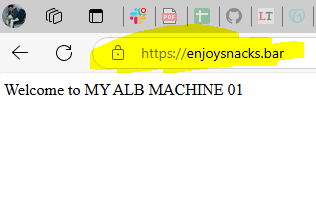 https://enjoysnacks.bar
Welcome to MY ALB MACHINE 01